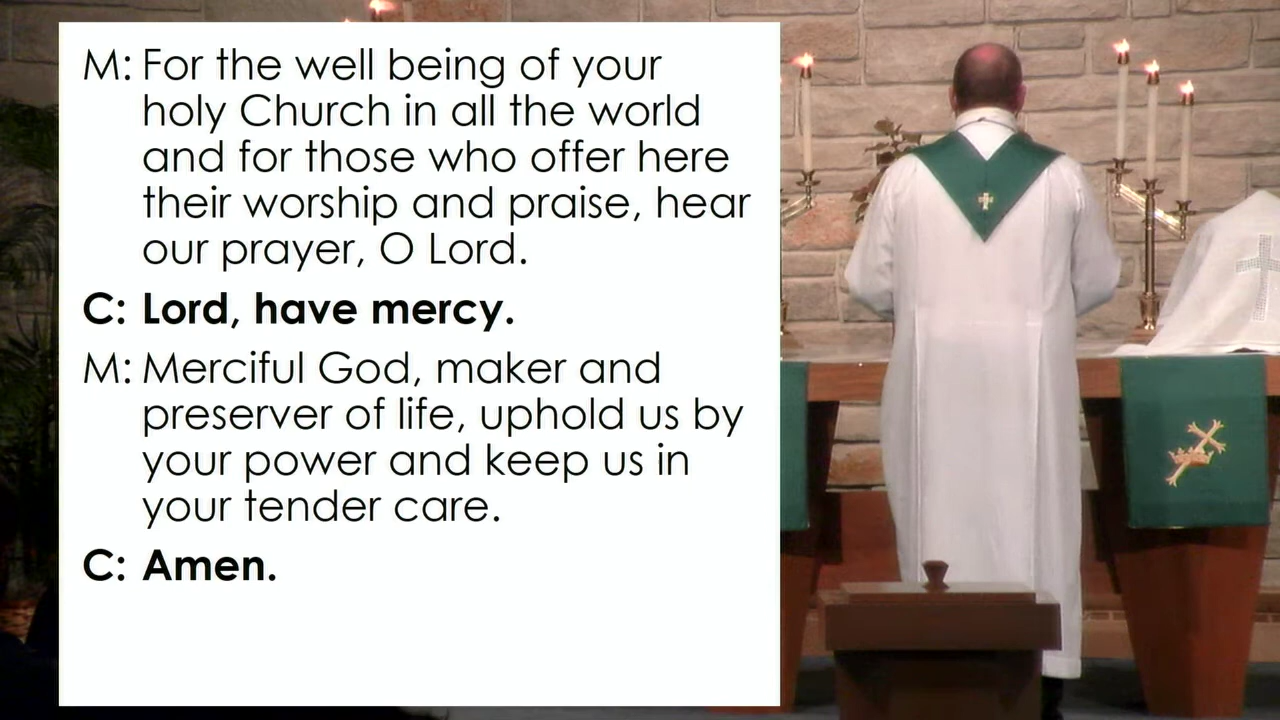 M: For the well being of your
holy Church in all the world
and for those who offer here
their worship and praise, hear
our prayer, O Lord.
C: Lord, have mercy.
M: Merciful God, maker and
preserver of life, uphold us by
your power and keep us in
your tender care.
C: Amen.